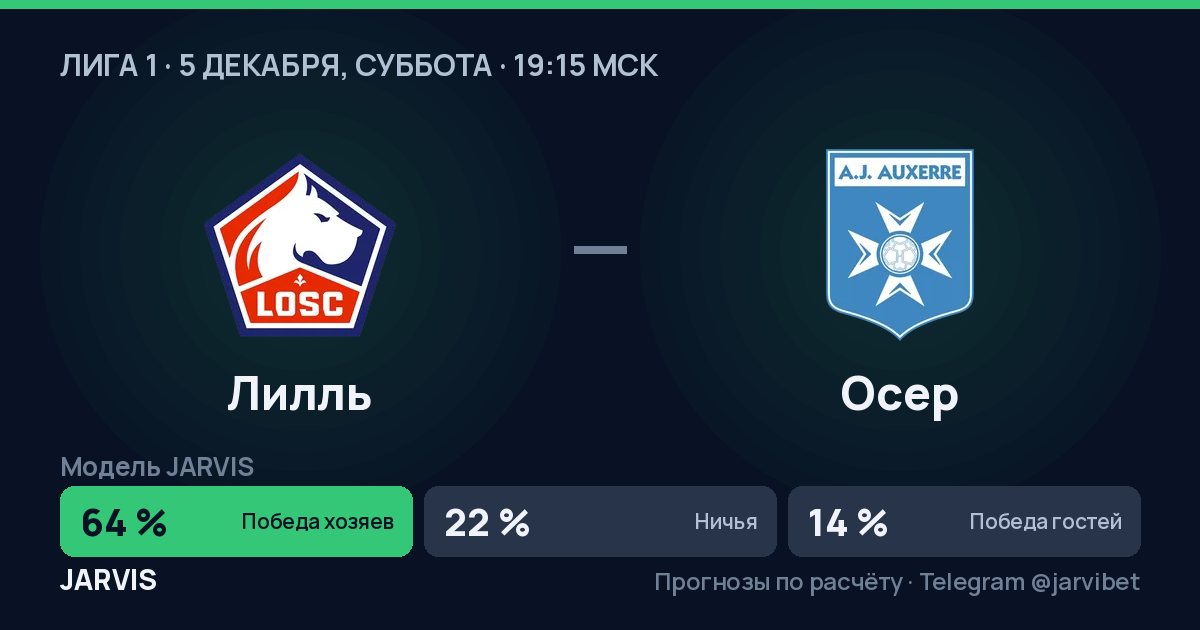 ЛИГА 1 · 5 ДЕКАБРЯ, СУББОТА · 19:15 МСК
LOSC
A.J. AUXERRE
—
Лилль
Осер
Модель JARVIS
64 % Победа хозяев
22 % Ничья
14 % Победа гостей
JARVIS
Прогнозы по расчёту · Telegram @jarvibet